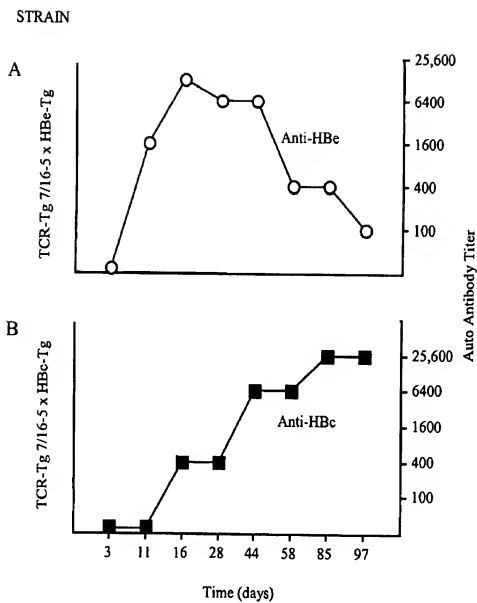 STRAIN
A
TCR-Tg 7/16-5 x HBe-Tg
Anti-HBe
25,600
6400
1600
400
100
Auto Antibody Titer
B
TCR-Tg 7/16-5 x HBc-Tg
Anti-HBc
25,600
6400
1600
400
100
3 11 16 28 44 58 85 97
Time (days)